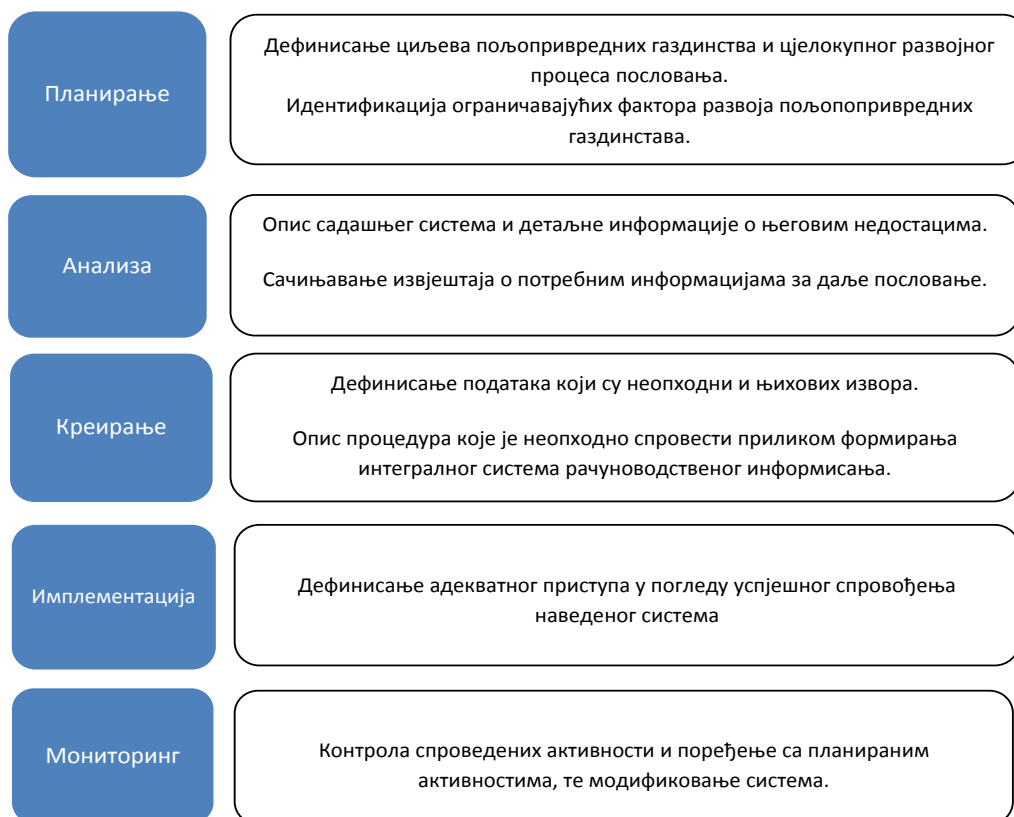 Планирање
Дефинисање циљева пољопривредних газдинства и цјелокупног развојног
процеса пословања.
Идентификација ограничавајућих фактора развоја пољопопривредних
газдинстава.
Анализа
Опис садашњег система и детаљне информације о његовим недостацима.
Сачињавање извјештаја о потребним информацијама за даље пословање.
Креирање
Дефинисање података који су неопходни и њихових извора.
Опис процедура које је неопходно спровести приликом формирања
интегралног система рачуноводственог информисања.
Имплементација
Дефинисање адекватног приступа у погледу успјешног спровођења
наведеног система
Мониторинг
Контрола спроведених активности и поређење са планираним
активностима, те модификовање система.